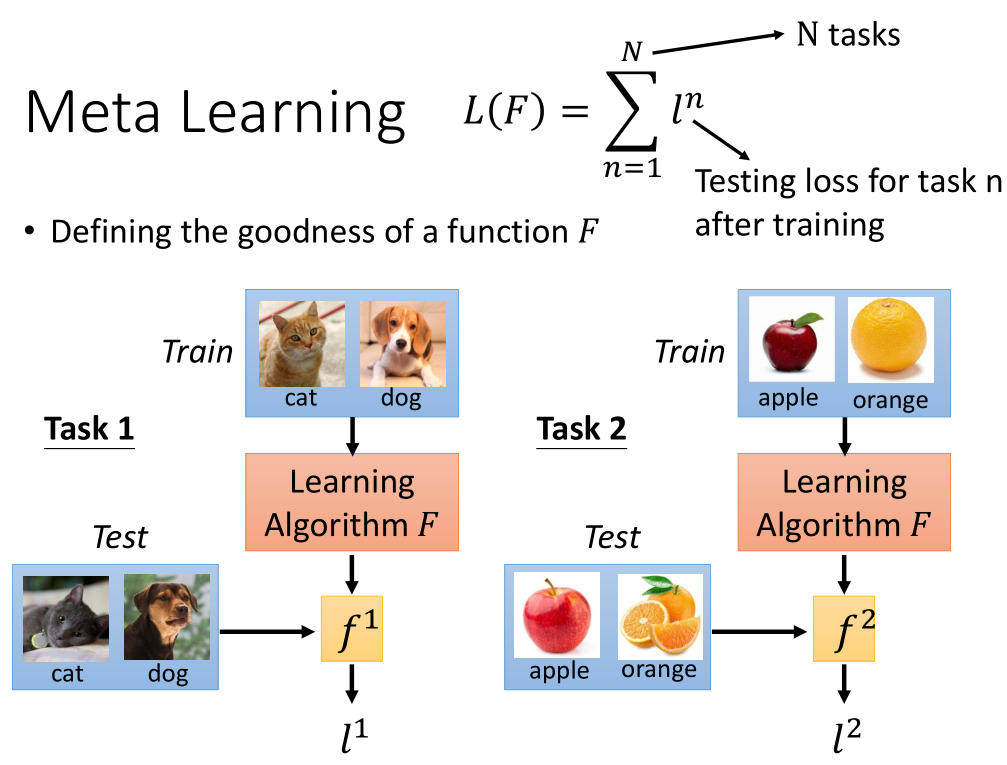 Meta Learning
L(F) = \sum_{n=1}^{N} l^n
N tasks
Testing loss for task n
after training
• Defining the goodness of a function F
Task 1
Train
cat dog
Learning
Algorithm F
Test
cat dog
f^1
l^1
Task 2
Train
apple orange
Learning
Algorithm F
Test
apple orange
f^2
l^2